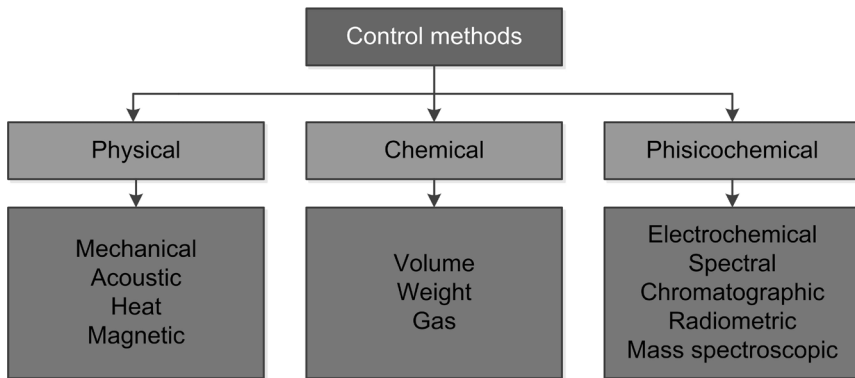 Control methods
Physical
Chemical
Phisicochemical
Mechanical
Acoustic
Heat
Magnetic
Volume
Weight
Gas
Electrochemical
Spectral
Chromatographic
Radiometric
Mass spectroscopic